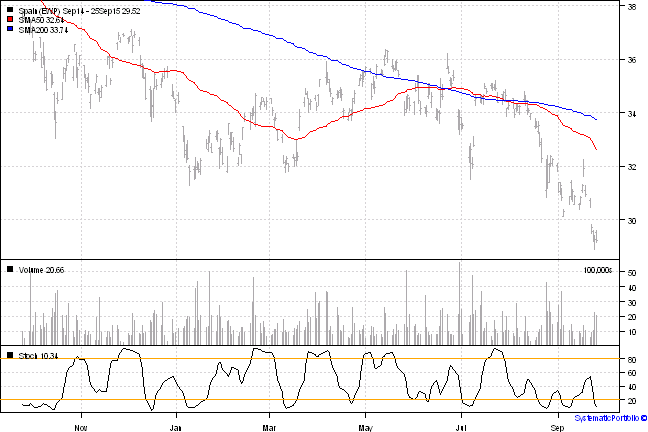 Spain (EWP) Sep14 - 25Sep15 29.52
SMA50 32.64
SMA200 33.74
38
36
34
32
30
Volume 20.66
100,000s
50
40
30
20
10
Stoch 10.34
80
60
40
20
Nov
Jan
Mar
May
Jul
Sep
SystematicPortfolio ©